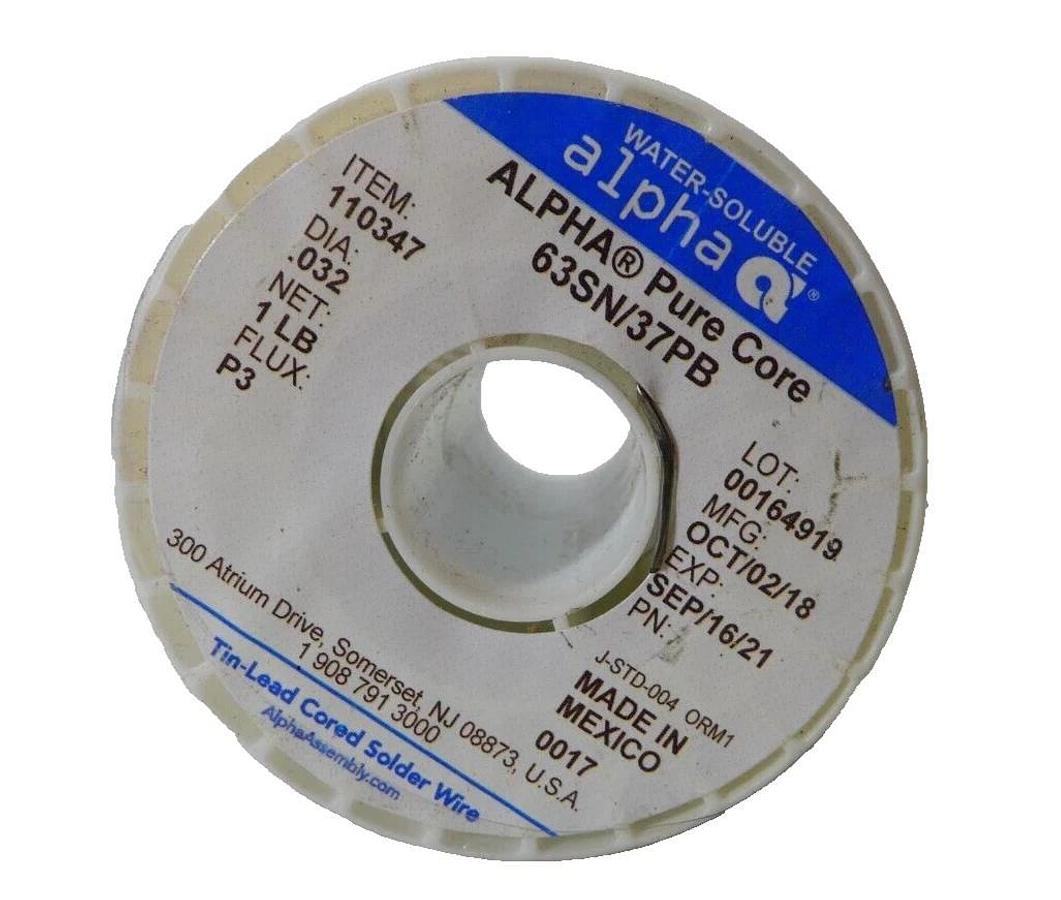 WATER-SOLUBLE
alpha ®
ALPHA® Pure Core
63SN/37PB
ITEM:
110347
DIA:
.032
NET:
1 LB
FLUX:
P3
LOT:
00164919
MFG:
OCT/02/18
EXP:
SEP/16/21
PN:
J-STD-004 ORM1
MADE IN
MEXICO
0017
300 Atrium Drive, Somerset, NJ 08873, U.S.A.
1 908 791 3000
Tin-Lead Cored Solder Wire
AlphaAssembly.com